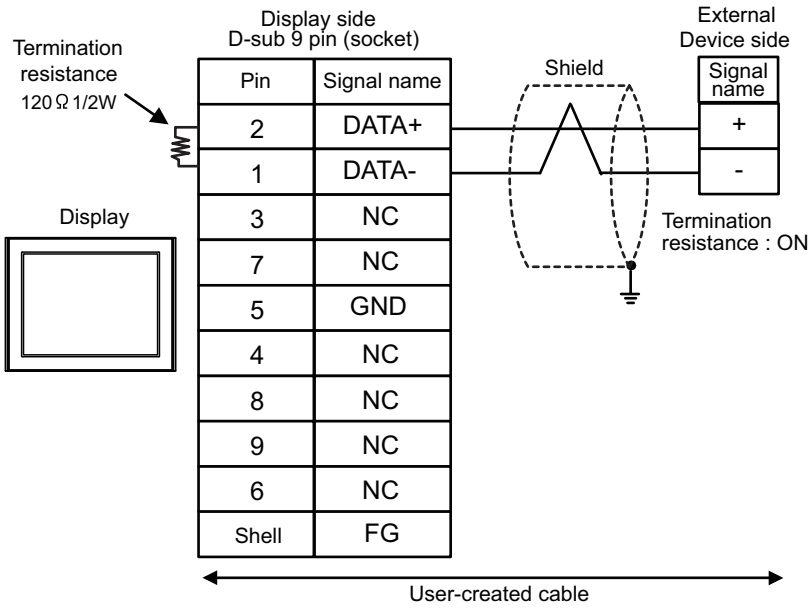 Display side
D-sub 9 pin (socket)
External
Device side
Termination
resistance
120 Ω 1/2W
Shield
Pin Signal name
Signal
name
2 DATA+
+
1 DATA-
-
3 NC
Display
Termination
resistance : ON
7 NC
5 GND
4 NC
8 NC
9 NC
6 NC
Shell FG
User-created cable